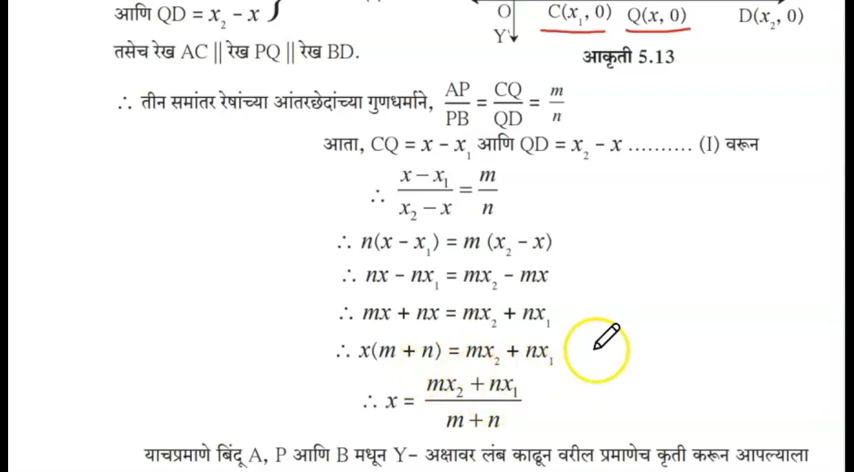 आणि QD = x₂ – x
O C(x₁, 0) Q(x, 0) D(x₂, 0)
Y'
तसेच रेख AC || रेख PQ || रेख BD.
आकृती 5.13
∴ तीन समांतर रेषांच्या आंतरछेदांच्या गुणधर्माने, AP/PB = CQ/QD = m/n
आता, CQ = x – x₁ आणि QD = x₂ – x .......... (I) वरून
∴ (x – x₁)/(x₂ – x) = m/n
∴ n(x – x₁) = m (x₂ – x)
∴ nx – nx₁ = mx₂ – mx
∴ mx + nx = mx₂ + nx₁
∴ x(m + n) = mx₂ + nx₁
∴ x = (mx₂ + nx₁)/(m + n)
याचप्रमाणे बिंदू A, P आणि B मधून Y– अक्षावर लंब काढून वरील प्रमाणेच कृती करून आपल्याला